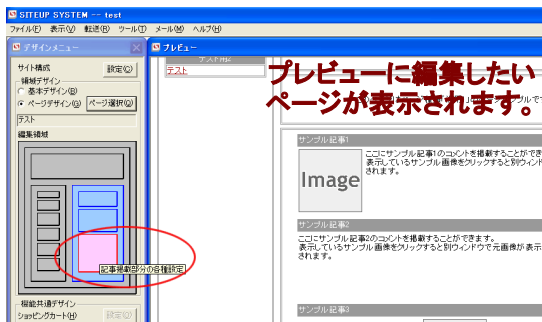 SITEUP SYSTEM -- test
ファイル(F) 表示(V) 転送(R) ツール(T) メール(M) ヘルプ(H)
デザインメニュー
サイト構成 設定(C)
領域デザイン
基本デザイン(B)
ページデザイン(G) ページ選択(Q)
テスト
編集領域
記事掲載部分の各種設定
機能共通デザイン
ショッピングカート(H) 設定(O)
プレビュー
テスト
プレビューに編集したい
ページが表示されます。
サンプル記事1
Image
ここにサンプル記事1のコメントを掲載することができ
表示しているサンプル画像をクリックすると別ウィンド
されます。
サンプル記事2
ここにサンプル記事2のコメントを掲載することができます。
表示しているサンプル画像をクリックすると別ウィンドウで元画像が表示
されます。
サンプル記事3